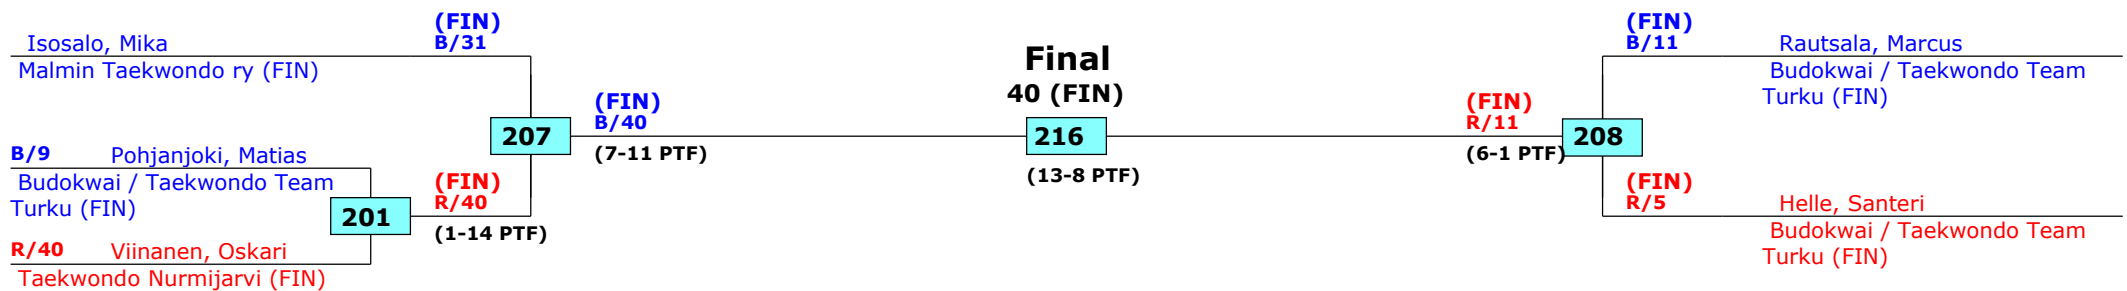 (FIN)
B/31
Isosalo, Mika
Malmin Taekwondo ry (FIN)
B/9 Pohjanjoki, Matias
Budokwai / Taekwondo Team
Turku (FIN)
201
R/40 Viinanen, Oskari
Taekwondo Nurmijarvi (FIN)
(FIN)
R/40
(1-14 PTF)
207
(FIN)
B/40
(7-11 PTF)
Final
40 (FIN)
216
(13-8 PTF)
(FIN)
R/11
(6-1 PTF)
208
(FIN)
B/11
Rautsala, Marcus
Budokwai / Taekwondo Team
Turku (FIN)
(FIN)
R/5
Helle, Santeri
Budokwai / Taekwondo Team
Turku (FIN)